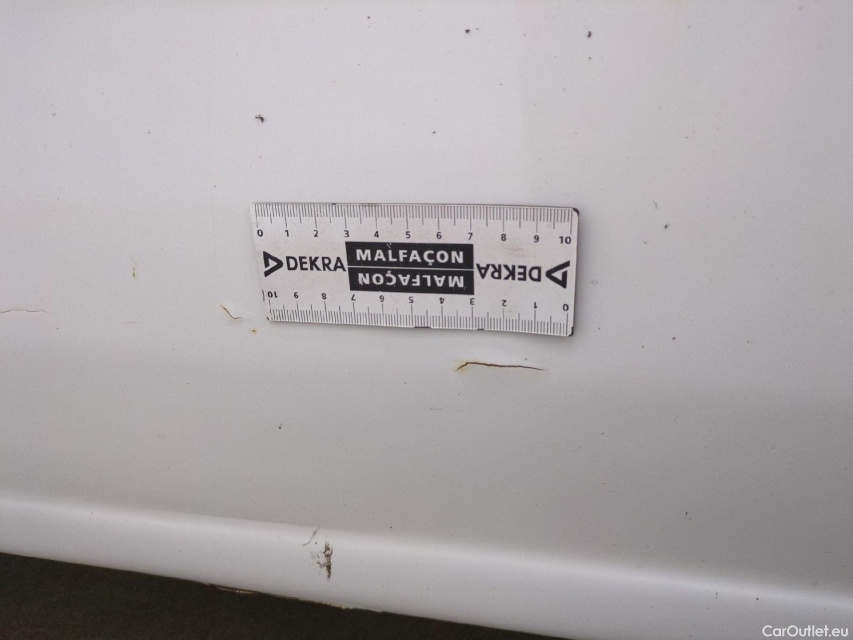 0 1 2 3 4 5 6 7 8 9 10
DEKRA MALFAÇON DEKRA
MALFAÇON
10 9 8 7 6 5 4 3 2 1 0
CarOutlet.eu